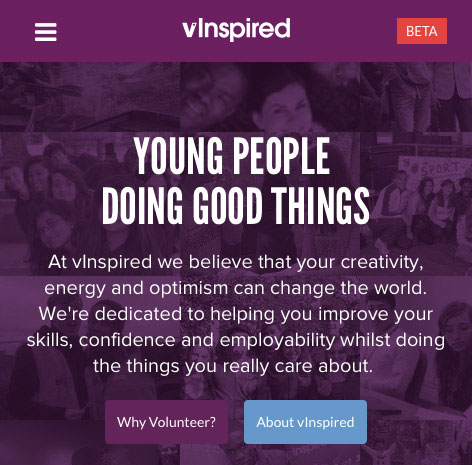 vInspired
BETA
YOUNG PEOPLE
DOING GOOD THINGS
At vInspired we believe that your creativity,
energy and optimism can change the world.
We're dedicated to helping you improve your
skills, confidence and employability whilst doing
the things you really care about.
Why Volunteer?
About vInspired
SPORT